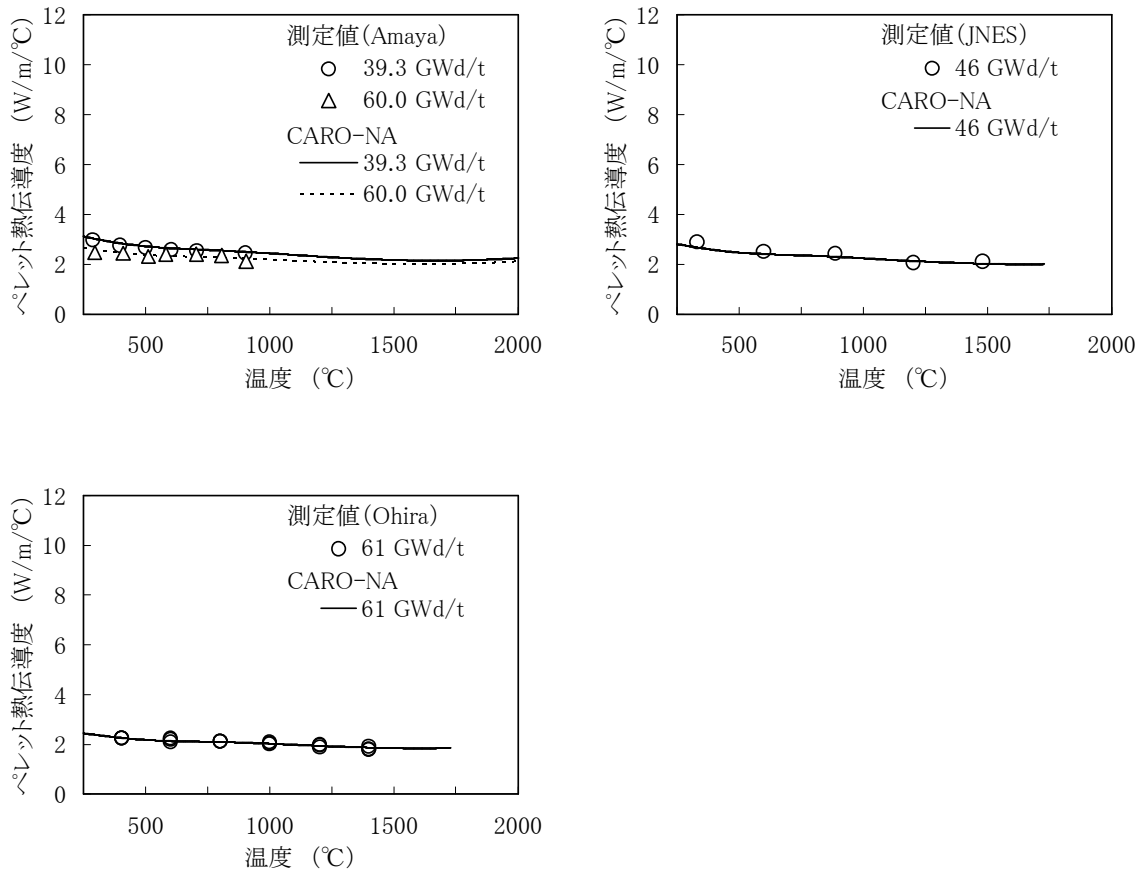 12
10
8
6
4
2
0
ペレット熱伝導度 (W/m/℃)
測定値(Amaya)
39.3 GWd/t
60.0 GWd/t
CARO-NA
39.3 GWd/t
60.0 GWd/t
500 1000 1500 2000
温度 (℃)
12
10
8
6
4
2
0
ペレット熱伝導度 (W/m/℃)
測定値(JNES)
46 GWd/t
CARO-NA
46 GWd/t
500 1000 1500 2000
温度 (℃)
12
10
8
6
4
2
0
ペレット熱伝導度 (W/m/℃)
測定値(Ohira)
61 GWd/t
CARO-NA
61 GWd/t
500 1000 1500 2000
温度 (℃)